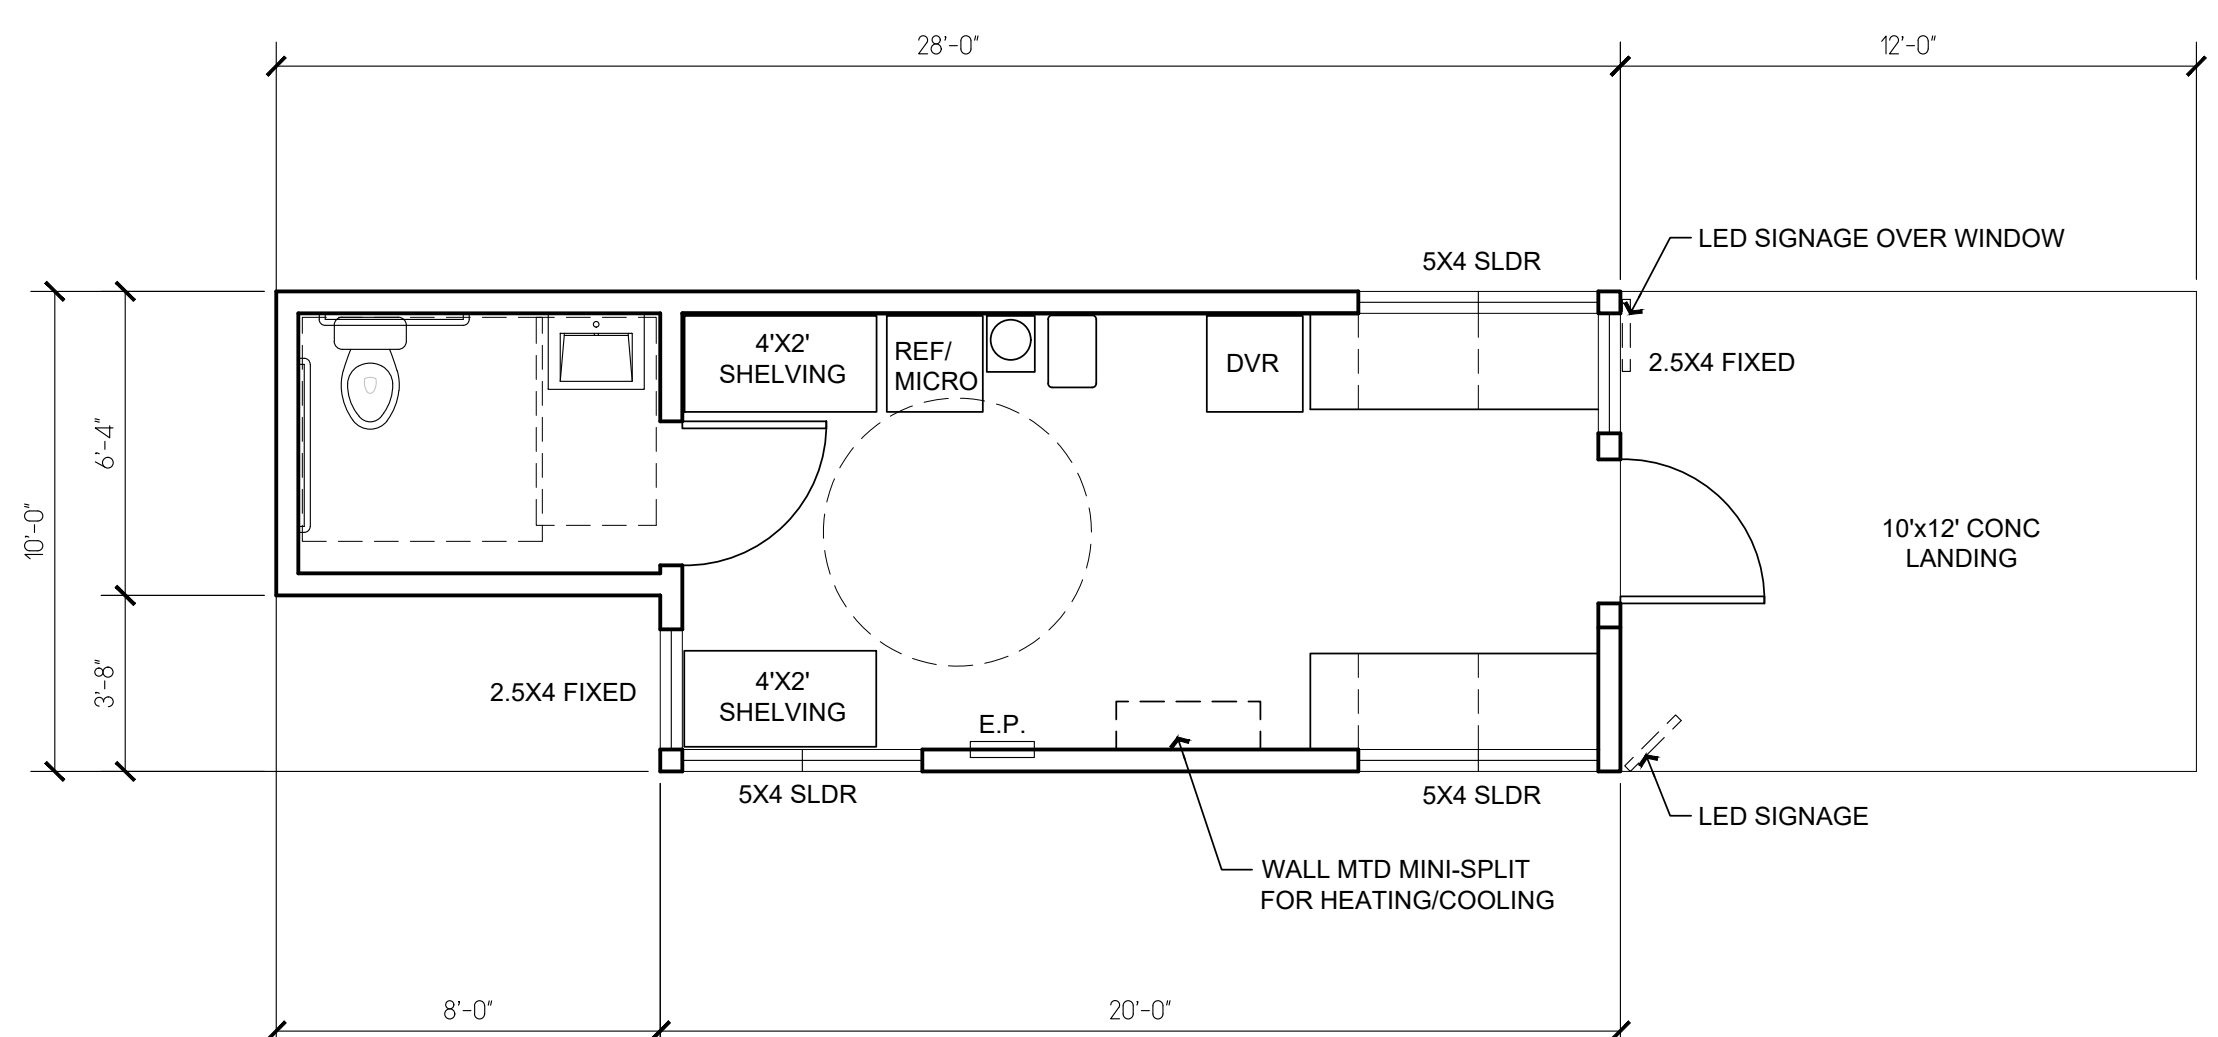 28'-0"
12'-0"
LED SIGNAGE OVER WINDOW
5X4 SLDR
4'X2'
SHELVING
REF/
MICRO
DVR
2.5X4 FIXED
6'-4"
10'-0"
10'x12' CONC
LANDING
3'-8"
2.5X4 FIXED
4'X2'
SHELVING
E.P.
5X4 SLDR
5X4 SLDR
LED SIGNAGE
WALL MTD MINI-SPLIT
FOR HEATING/COOLING
8'-0"
20'-0"